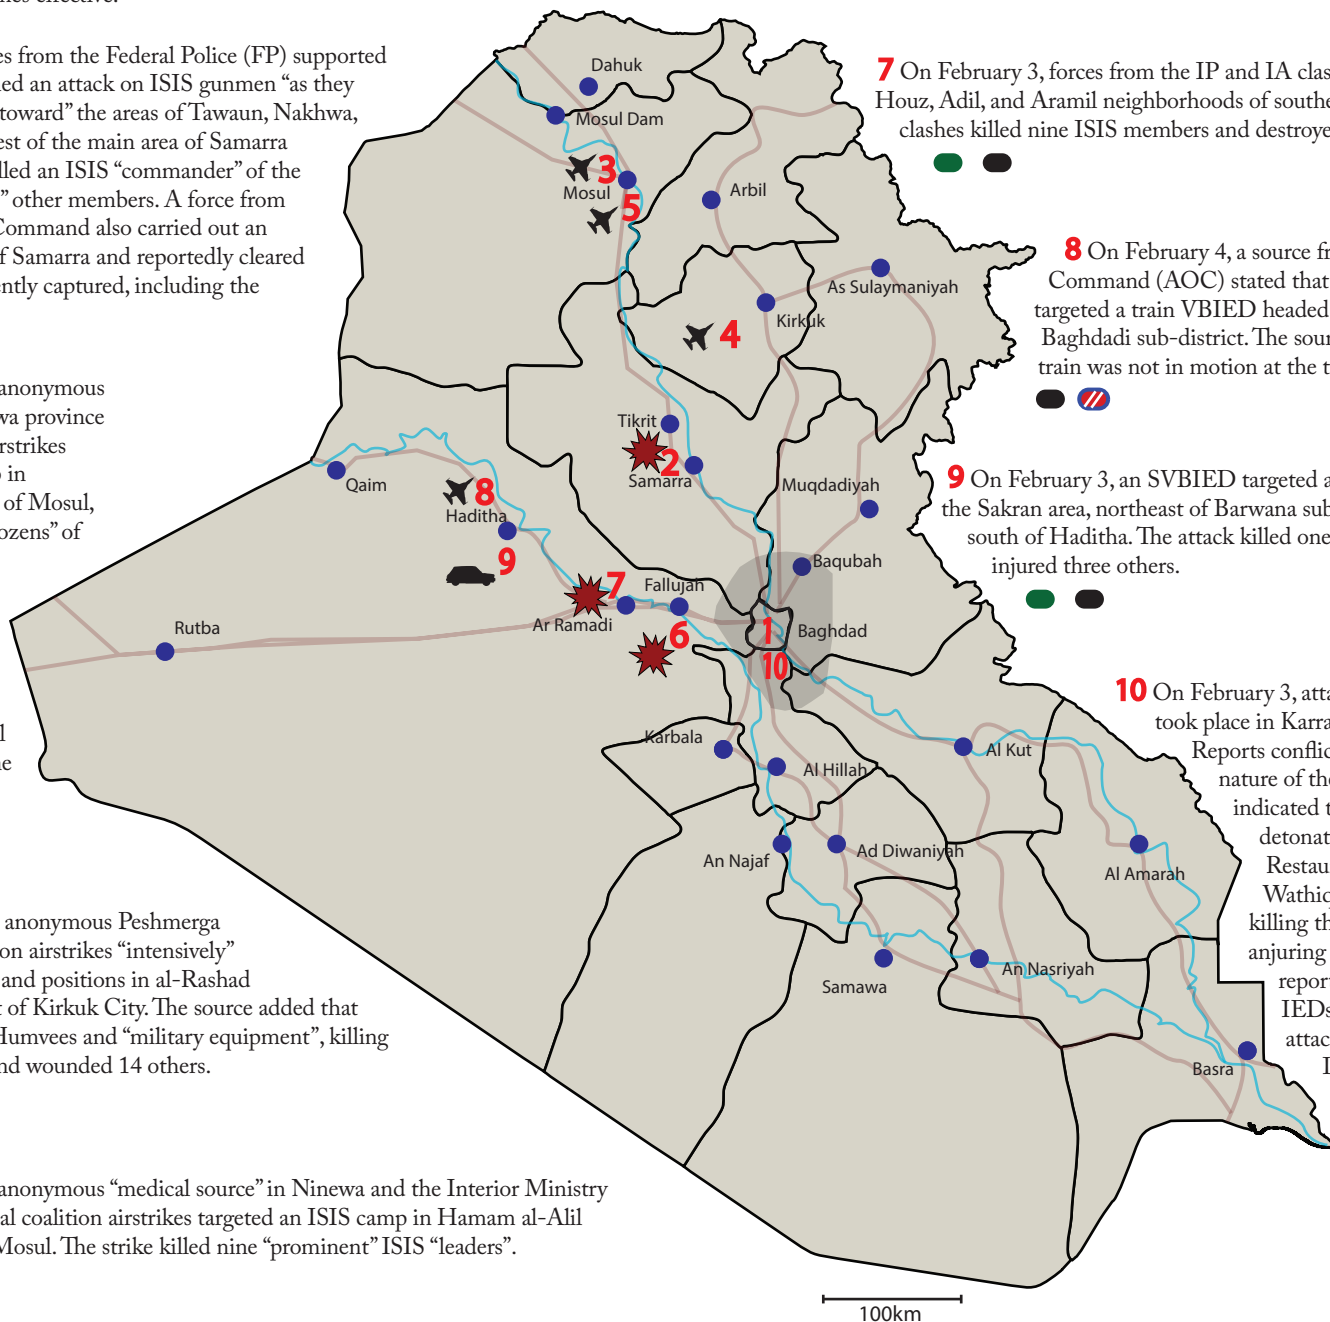 es from the Federal Police (FP) supported
ed an attack on ISIS gunmen “as they
toward” the areas of Tawaun, Nakhwa,
est of the main area of Samarra
lled an ISIS “commander” of the
” other members. A force from
Command also carried out an
f Samarra and reportedly cleared
ently captured, including the
anonymous
wa province
rstrikes
in
of Mosul,
ozens” of
l
ne
anonymous Peshmerga
on airstrikes “intensively”
and positions in al-Rashad
t of Kirkuk City. The source added that
Humvees and “military equipment”, killing
nd wounded 14 others.
anonymous “medical source” in Ninewa and the Interior Ministry
al coalition airstrikes targeted an ISIS camp in Hamam al-Alil
Mosul. The strike killed nine “prominent” ISIS “leaders”.
Dahuk
Mosul Dam
3
Mosul
5
Arbil
As Sulaymaniyah
Kirkuk
4
Tikrit
2
Samarra
Muqdadiyah
Qaim
8
Haditha
9
Baqubah
7
Fallujah
Ar Ramadi
6
Rutba
1
Baghdad
10
Karbala
Al Hillah
Al Kut
An Najaf
Ad Diwaniyah
Al Amarah
Samawa
An Nasriyah
Basra
100km
7 On February 3, forces from the IP and IA clas
Houz, Adil, and Aramil neighborhoods of southe
clashes killed nine ISIS members and destroye
8 On February 4, a source fr
Command (AOC) stated that
targeted a train VBIED headed
Baghdadi sub-district. The sour
train was not in motion at the t
9 On February 3, an SVBIED targeted a
the Sakran area, northeast of Barwana sub
south of Haditha. The attack killed one
injured three others.
10 On February 3, atta
took place in Karra
Reports conflic
nature of the
indicated t
detonat
Restau
Wathiq
killing th
anjuring
report
IEDs
attac
I